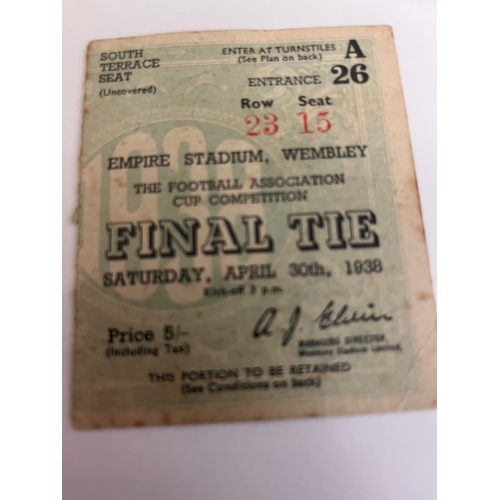 SOUTH
TERRACE
SEAT
(Uncovered)
ENTER AT TURNSTILES A
(See Plan on back)
ENTRANCE 26
Row Seat
23 15
EMPIRE STADIUM, WEMBLEY
THE FOOTBALL ASSOCIATION
CUP COMPETITION
FINAL TIE
SATURDAY, APRIL 30th, 1938
Kick-off 3 p.m.
Price 5/-
(Including Tax)
A. J. Elvin
MANAGING DIRECTOR,
Wembley Stadium Limited.
THIS PORTION TO BE RETAINED
(See Conditions on back)